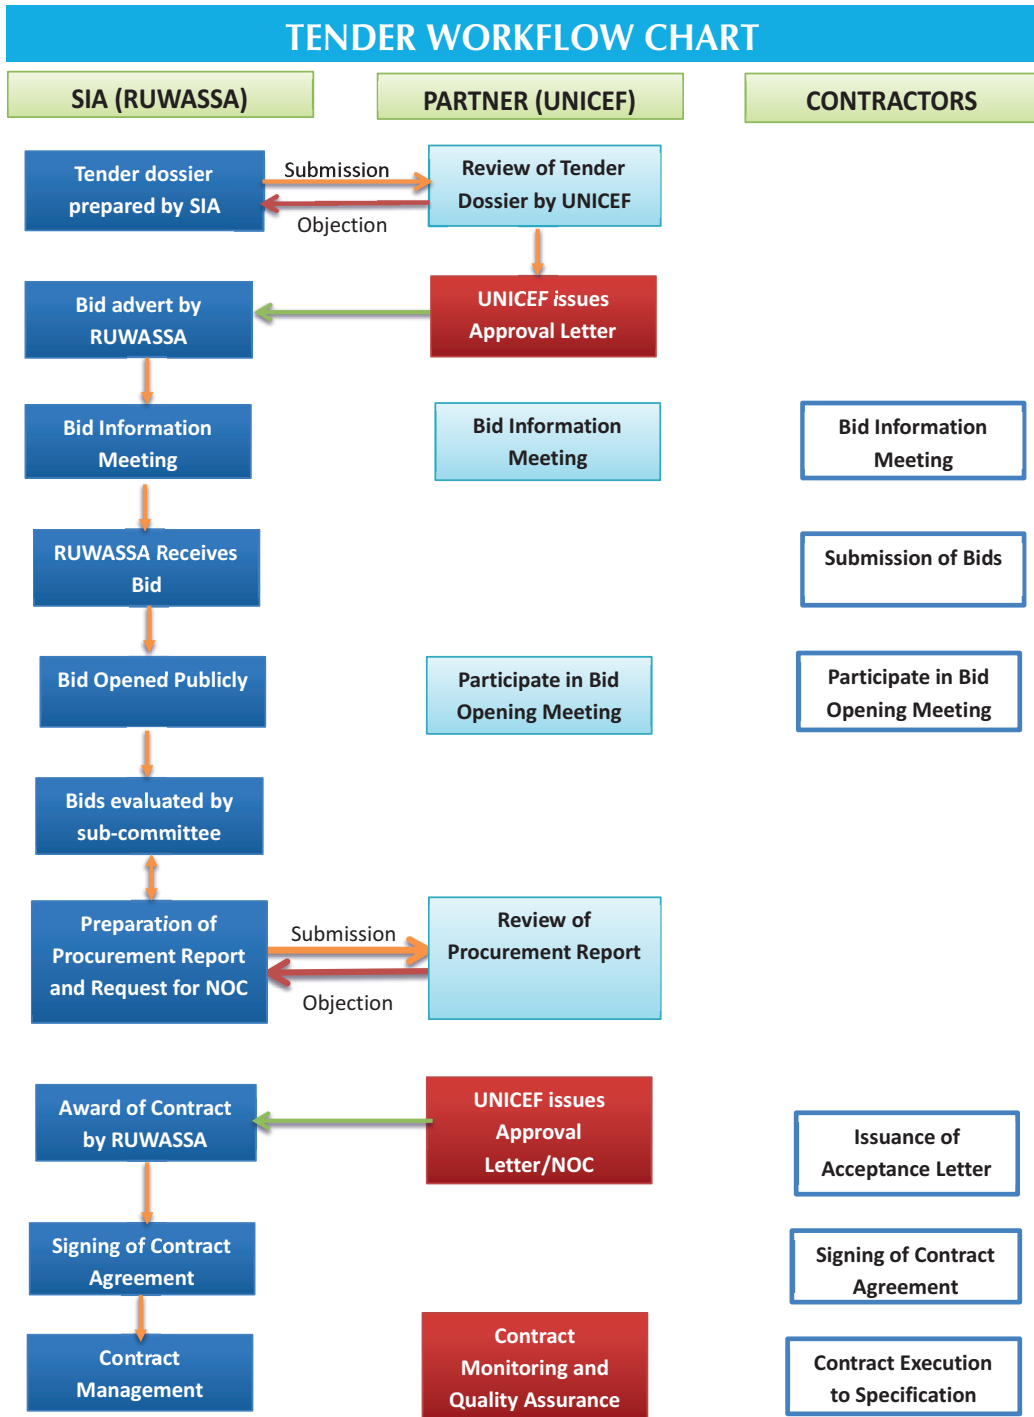 TENDER WORKFLOW CHART
SIA (RUWASSA)
PARTNER (UNICEF)
CONTRACTORS
Tender dossier
prepared by SIA
Submission
Objection
Review of Tender
Dossier by UNICEF
Bid advert by
RUWASSA
UNICEF issues
Approval Letter
Bid Information
Meeting
Bid Information
Meeting
Bid Information
Meeting
RUWASSA Receives
Bid
Submission of Bids
Bid Opened Publicly
Participate in Bid
Opening Meeting
Participate in Bid
Opening Meeting
Bids evaluated by
sub-committee
Preparation of
Procurement Report
and Request for NOC
Submission
Objection
Review of
Procurement Report
Award of Contract
by RUWASSA
UNICEF issues
Approval
Letter/NOC
Issuance of
Acceptance Letter
Signing of Contract
Agreement
Signing of Contract
Agreement
Contract
Management
Contract
Monitoring and
Quality Assurance
Contract Execution
to Specification